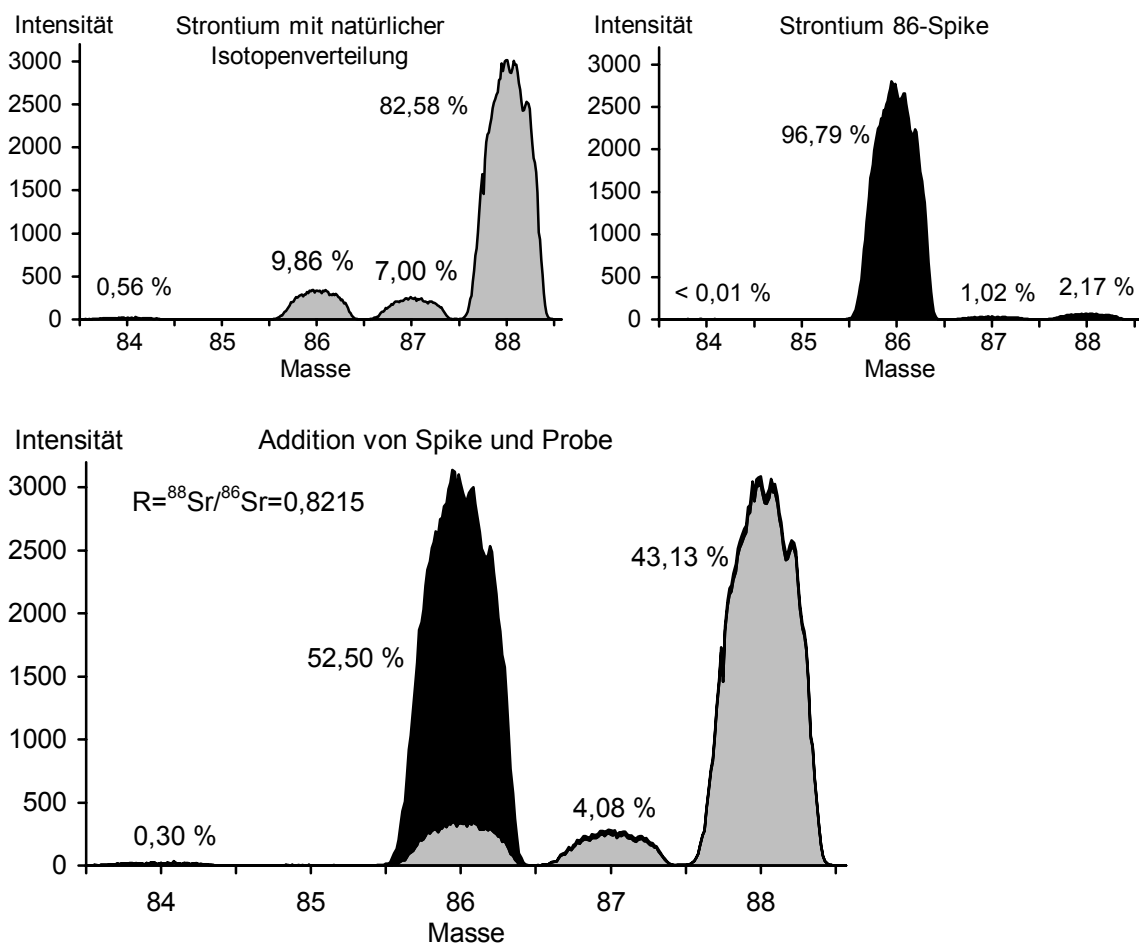 Intensität
Strontium mit natürlicher
Isotopenverteilung
3000
2500
2000
1500
1000
500
0
82,58 %
0,56 %
9,86 %
7,00 %
84 85 86 87 88
Masse
Intensität
Strontium 86-Spike
3000
2500
2000
1500
1000
500
0
96,79 %
< 0,01 %
1,02 %
2,17 %
84 85 86 87 88
Masse
Intensität
Addition von Spike und Probe
R=⁸⁸Sr/⁸⁶Sr=0,8215
3000
2500
2000
1500
1000
500
0
43,13 %
52,50 %
0,30 %
4,08 %
84 85 86 87 88
Masse